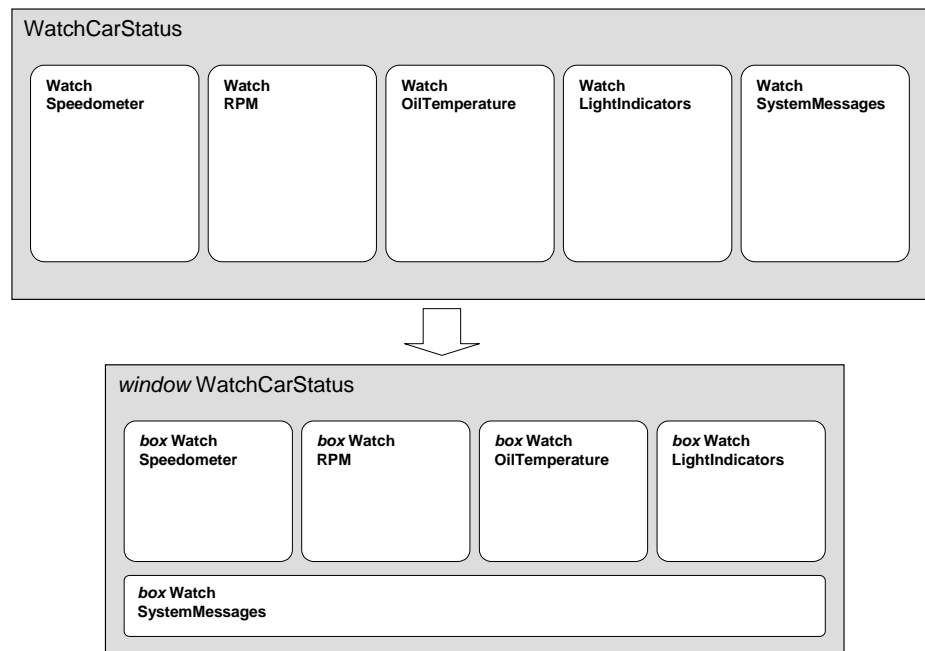 WatchCarStatus
Watch
Speedometer
Watch
RPM
Watch
OilTemperature
Watch
LightIndicators
Watch
SystemMessages
window WatchCarStatus
box Watch
Speedometer
box Watch
RPM
box Watch
OilTemperature
box Watch
LightIndicators
box Watch
SystemMessages